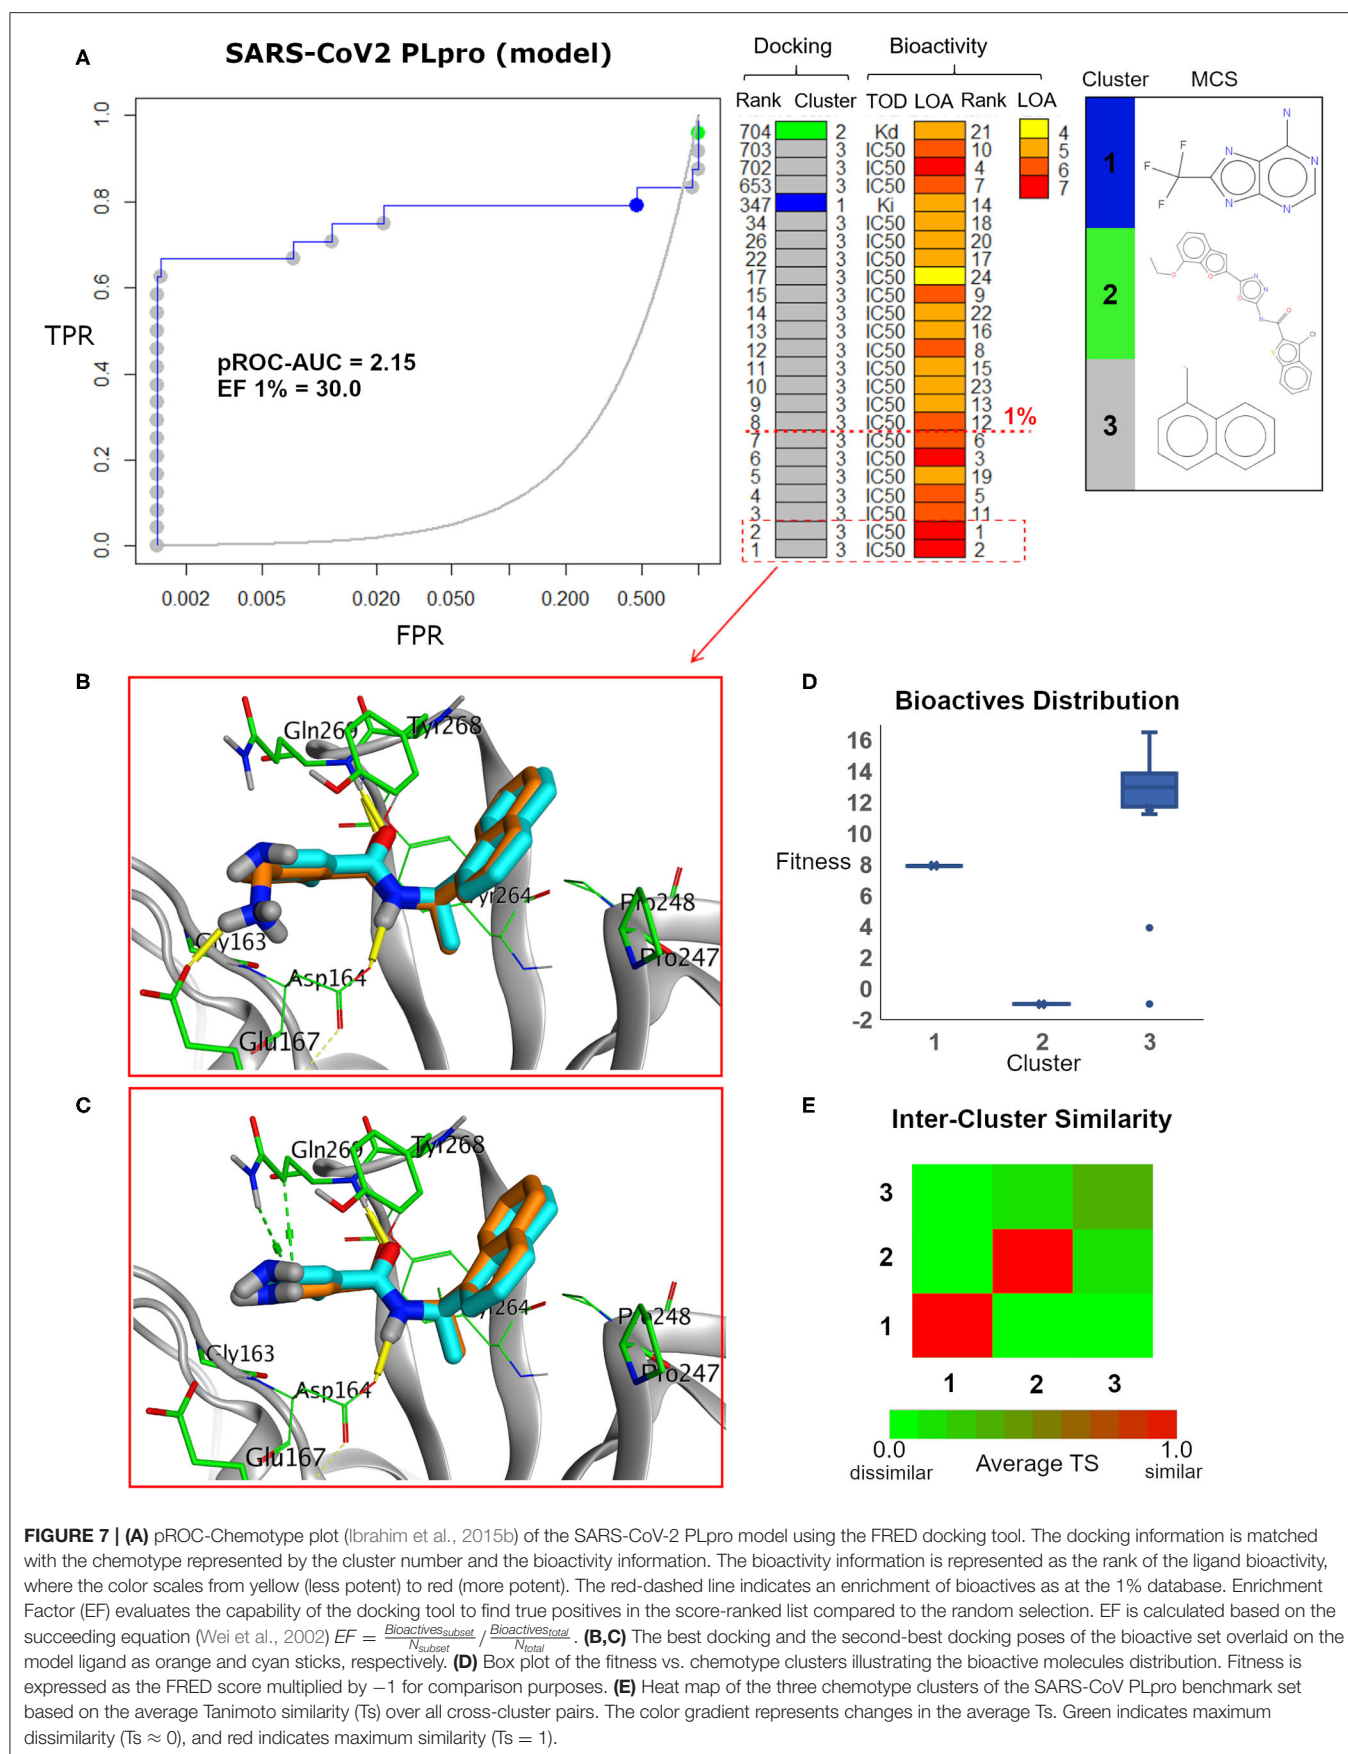 A
SARS-CoV2 PLpro (model)
TPR
0.0
0.2
0.4
0.6
0.8
1.0
pROC-AUC = 2.15
EF 1% = 30.0
0.002 0.005 0.020 0.050 0.200 0.500
FPR
Docking Bioactivity
Rank Cluster TOD LOA Rank LOA
704 2 Kd 21
703 3 IC50 10
702 3 IC50 4
653 3 IC50 7
347 1 Ki 14
34 3 IC50 18
26 3 IC50 20
22 3 IC50 17
17 3 IC50 24
15 3 IC50 9
14 3 IC50 22
13 3 IC50 16
12 3 IC50 8
11 3 IC50 15
10 3 IC50 23
9 3 IC50 13
8 3 IC50 12
1%
7 3 IC50 6
6 3 IC50 3
5 3 IC50 19
4 3 IC50 5
3 3 IC50 11
2 3 IC50 1
1 3 IC50 2
4
5
6
7
Cluster MCS
1
2
3
N
N
N
N
N
F
F
F
O
O
N
N
O
N
O
Cl
S
B
Gln269
Tyr268
Tyr264
Pro248
Pro247
Gly163
Asp164
Glu167
C
Gln269
Tyr268
Tyr264
Pro248
Pro247
Gly163
Asp164
Glu167
D
Bioactives Distribution
16
14
12
10
Fitness 8
6
4
2
0
-2
1 2 3
Cluster
E
Inter-Cluster Similarity
3
2
1
1 2 3
0.0 1.0
dissimilar Average TS similar
FIGURE 7 | (A) pROC-Chemotype plot (Ibrahim et al., 2015b) of the SARS-CoV-2 PLpro model using the FRED docking tool. The docking information is matched
with the chemotype represented by the cluster number and the bioactivity information. The bioactivity information is represented as the rank of the ligand bioactivity,
where the color scales from yellow (less potent) to red (more potent). The red-dashed line indicates an enrichment of bioactives as at the 1% database. Enrichment
Factor (EF) evaluates the capability of the docking tool to find true positives in the score-ranked list compared to the random selection. EF is calculated based on the
succeeding equation (Wei et al., 2002) EF = Bioactives_subset / N_subset / Bioactives_total / N_total. (B,C) The best docking and the second-best docking poses of the bioactive set overlaid on the
model ligand as orange and cyan sticks, respectively. (D) Box plot of the fitness vs. chemotype clusters illustrating the bioactive molecules distribution. Fitness is
expressed as the FRED score multiplied by −1 for comparison purposes. (E) Heat map of the three chemotype clusters of the SARS-CoV PLpro benchmark set
based on the average Tanimoto similarity (Ts) over all cross-cluster pairs. The color gradient represents changes in the average Ts. Green indicates maximum
dissimilarity (Ts ≈ 0), and red indicates maximum similarity (Ts = 1).